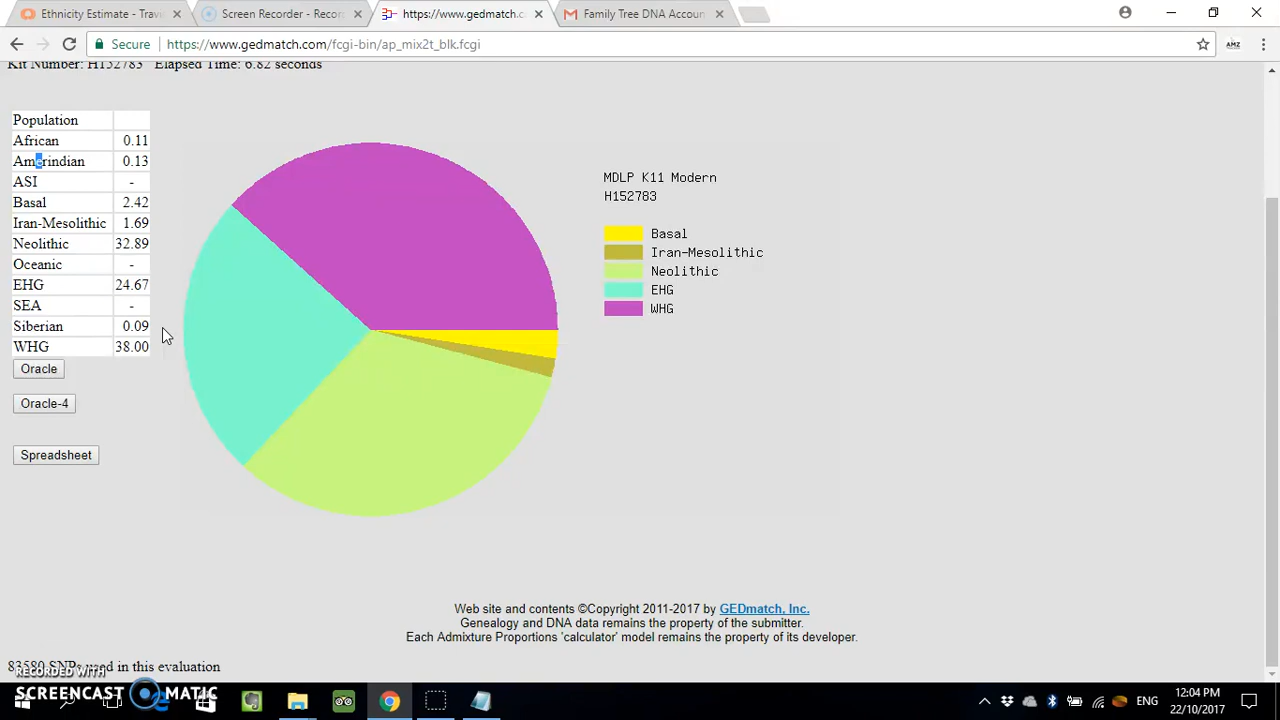 Ethnicity Estimate - Trav
Screen Recorder - Recor
https://www.gedmatch.c
Family Tree DNA Accoun
Secure https://www.gedmatch.com/fcgi-bin/ap_mix2t_blk.fcgi
AMZ
Kit Number: H152783 Elapsed Time: 6.82 seconds
Population
African 0.11
Amerindian 0.13
ASI -
Basal 2.42
Iran-Mesolithic 1.69
Neolithic 32.89
Oceanic -
EHG 24.67
SEA -
Siberian 0.09
WHG 38.00
Oracle
Oracle-4
Spreadsheet
MDLP K11 Modern
H152783
Basal
Iran-Mesolithic
Neolithic
EHG
WHG
Web site and contents ©Copyright 2011-2017 by GEDmatch, Inc.
Genealogy and DNA data remains the property of the submitter.
Each Admixture Proportions 'calculator' model remains the property of its developer.
83580 SNPs used in this evaluation
RECORDED WITH
SCREENCAST MATIC
ENG
12:04 PM
22/10/2017